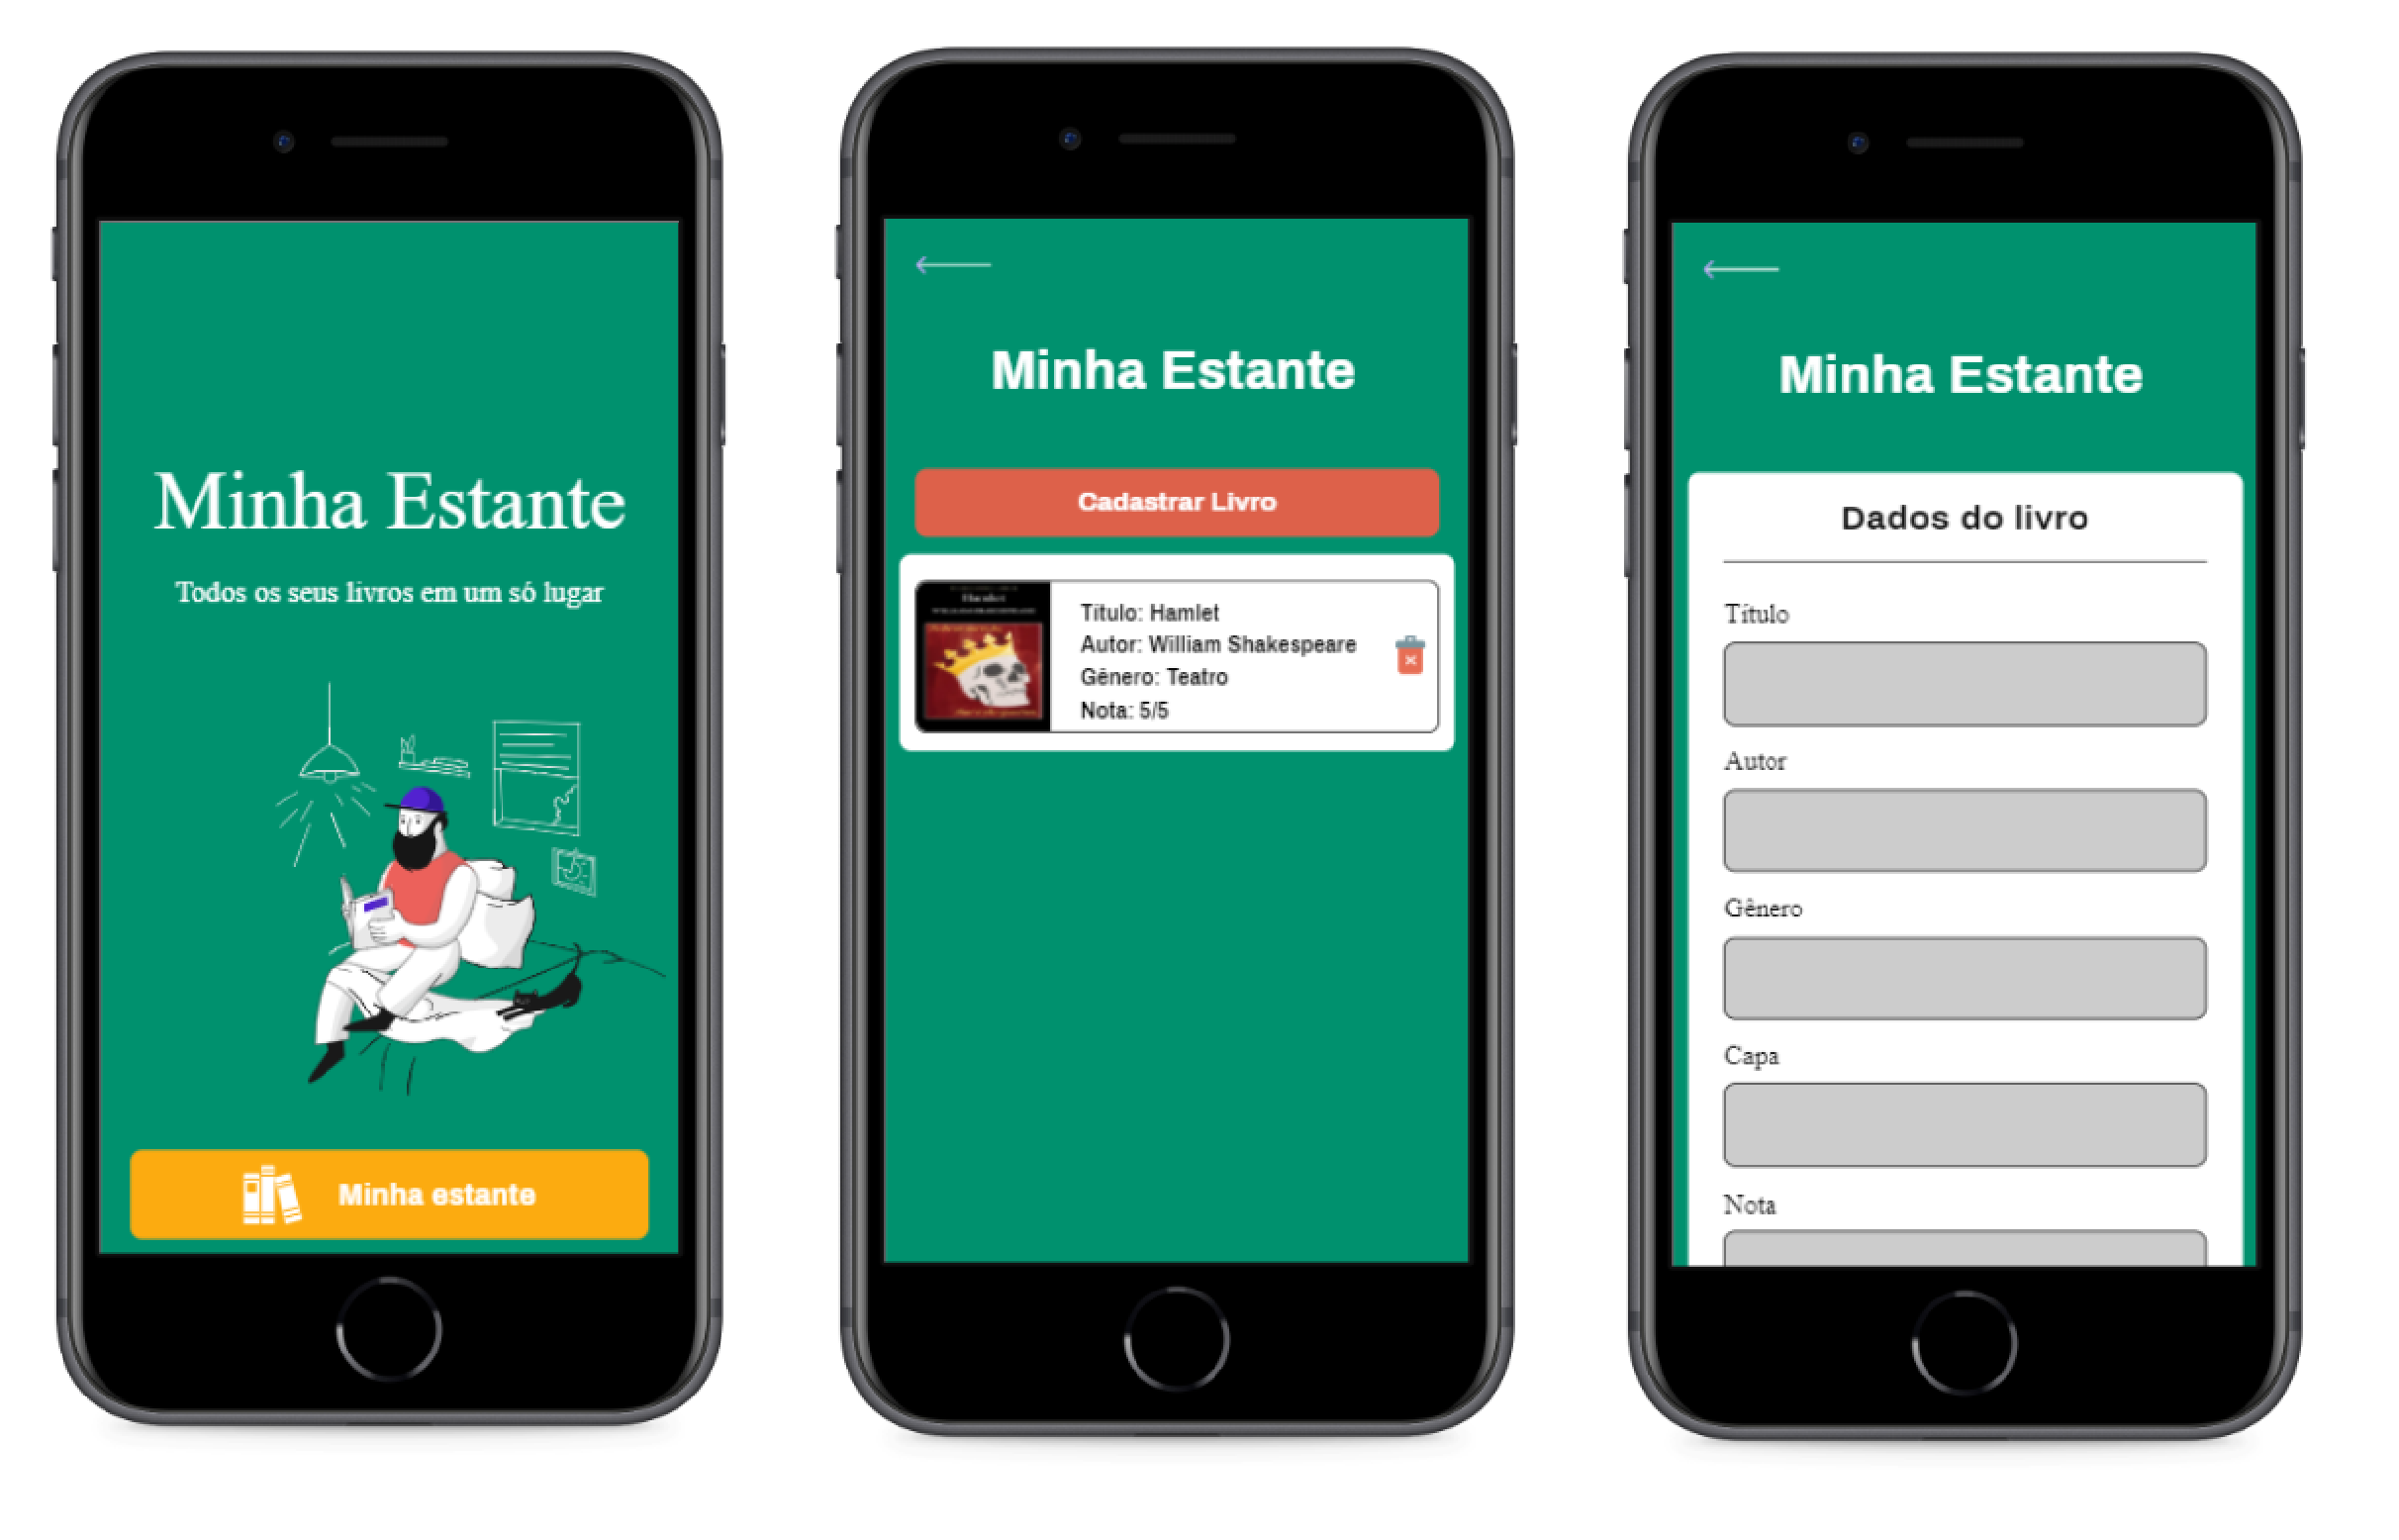 Minha Estante
Todos os seus livros em um só lugar
Minha estante
Minha Estante
Cadastrar Livro
Hamlet
Título: Hamlet
Autor: William Shakespeare
Gênero: Teatro
Nota: 5/5
Minha Estante
Dados do livro
Título
Autor
Gênero
Capa
Nota